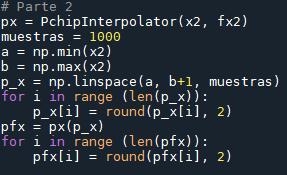 # Parte 2
px = PchipInterpolator(x2, fx2)
muestras = 1000
a = np.min(x2)
b = np.max(x2)
p_x = np.linspace(a, b+1, muestras)
for i in range (len(p_x)):
    p_x[i] = round(p_x[i], 2)
pfx = px(p_x)
for i in range (len(pfx)):
    pfx[i] = round(pfx[i], 2)